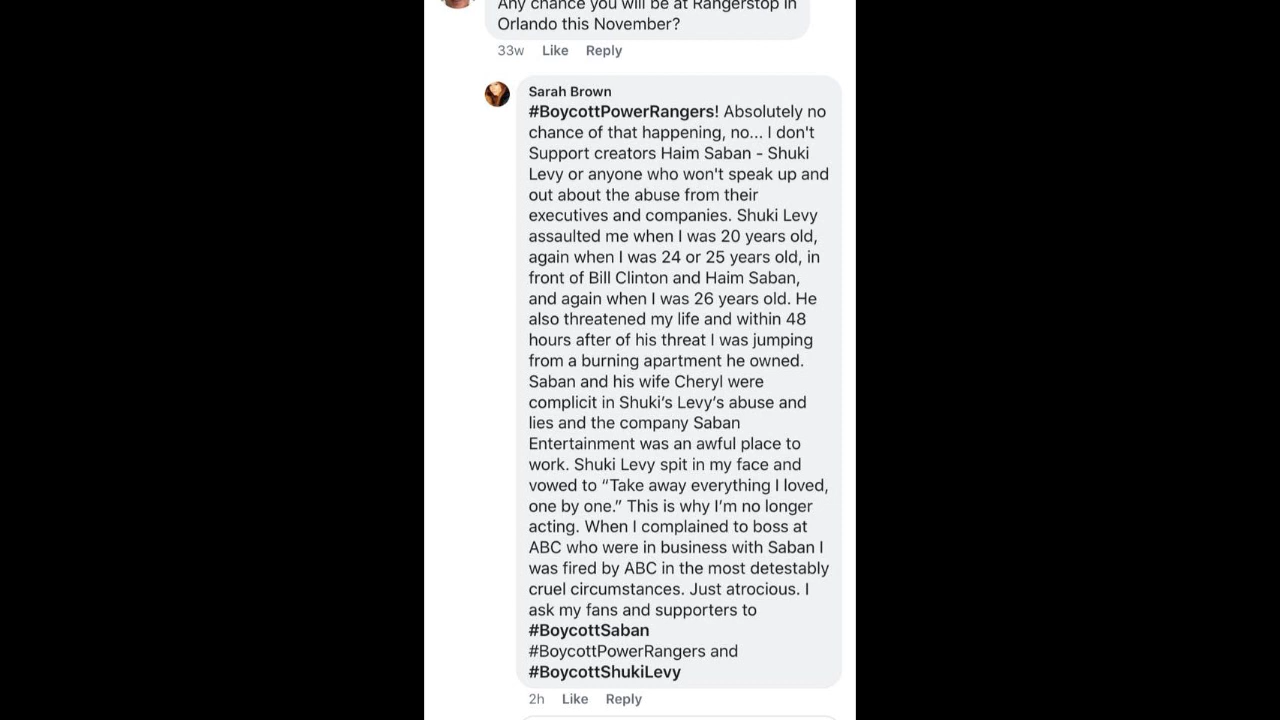 Any chance you will be at Rangerstop in
Orlando this November?
33w Like Reply
Sarah Brown
#BoycottPowerRangers! Absolutely no
chance of that happening, no... I don't
Support creators Haim Saban - Shuki
Levy or anyone who won't speak up and
out about the abuse from their
executives and companies. Shuki Levy
assaulted me when I was 20 years old,
again when I was 24 or 25 years old, in
front of Bill Clinton and Haim Saban,
and again when I was 26 years old. He
also threatened my life and within 48
hours after of his threat I was jumping
from a burning apartment he owned.
Saban and his wife Cheryl were
complicit in Shuki’s Levy’s abuse and
lies and the company Saban
Entertainment was an awful place to
work. Shuki Levy spit in my face and
vowed to “Take away everything I loved,
one by one.” This is why I’m no longer
acting. When I complained to boss at
ABC who were in business with Saban I
was fired by ABC in the most detestably
cruel circumstances. Just atrocious. I
ask my fans and supporters to
#BoycottSaban
#BoycottPowerRangers and
#BoycottShukiLevy
2h Like Reply